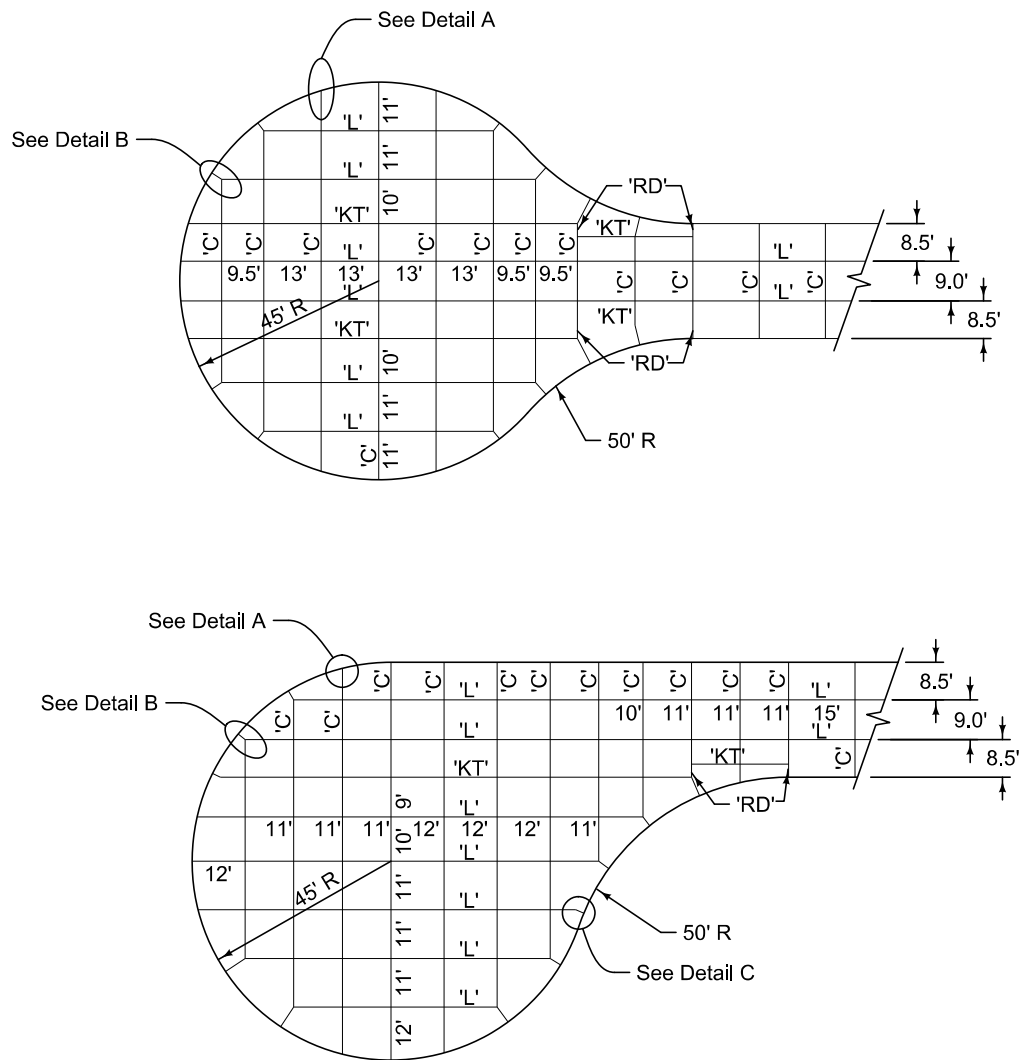 See Detail A
11'
'L'
See Detail B
'L'
11'
'RD'
'KT'
10'
'KT'
'C'
'C'
'C'
'L'
'C'
'C'
'C'
'L'
8.5'
9.5'
13'
13'
13'
13'
9.5'
9.5'
'C'
'C'
'C'
'L'
'C'
9.0'
'L'
45' R
'KT'
'KT'
8.5'
'L'
10'
'RD'
'L'
11'
50' R
'C'
11'
See Detail A
'C'
'C'
'L'
'C'
'C'
'C'
'C'
'C'
'C'
'L'
8.5'
See Detail B
'C'
'C'
'L'
10'
11'
11'
11'
15'
'L'
9.0'
'KT'
'KT'
'C'
8.5'
9'
'L'
'RD'
11'
11'
11'
12'
12'
12'
11'
10'
'L'
12'
45' R
11'
'L'
50' R
11'
'L'
See Detail C
11'
'L'
12'